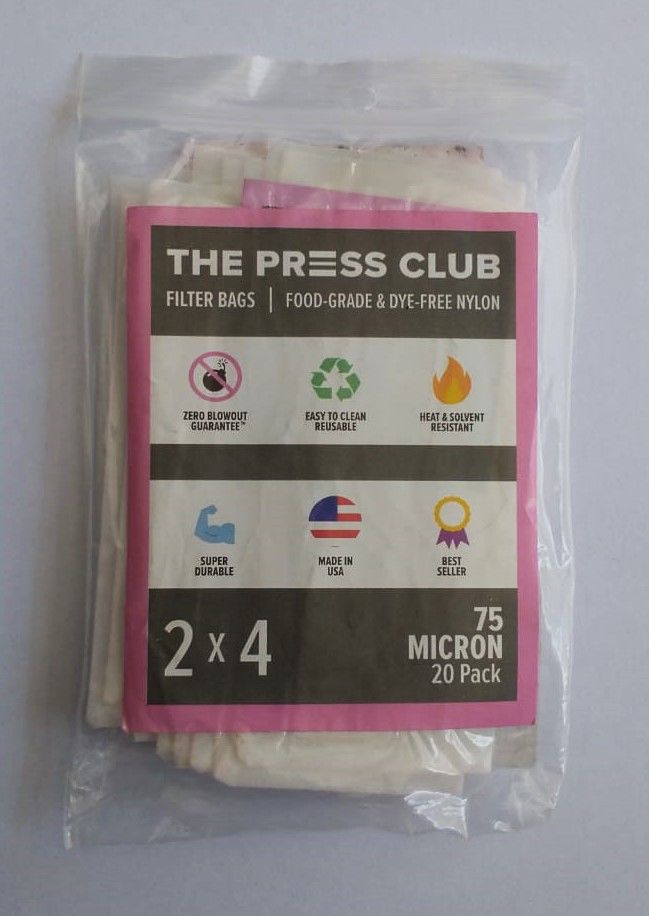 THE PRESS CLUB
FILTER BAGS | FOOD-GRADE & DYE-FREE NYLON
ZERO BLOWOUT
GUARANTEE™
EASY TO CLEAN
REUSABLE
HEAT & SOLVENT
RESISTANT
SUPER
DURABLE
MADE IN
USA
BEST
SELLER
2 x 4
75
MICRON
20 Pack